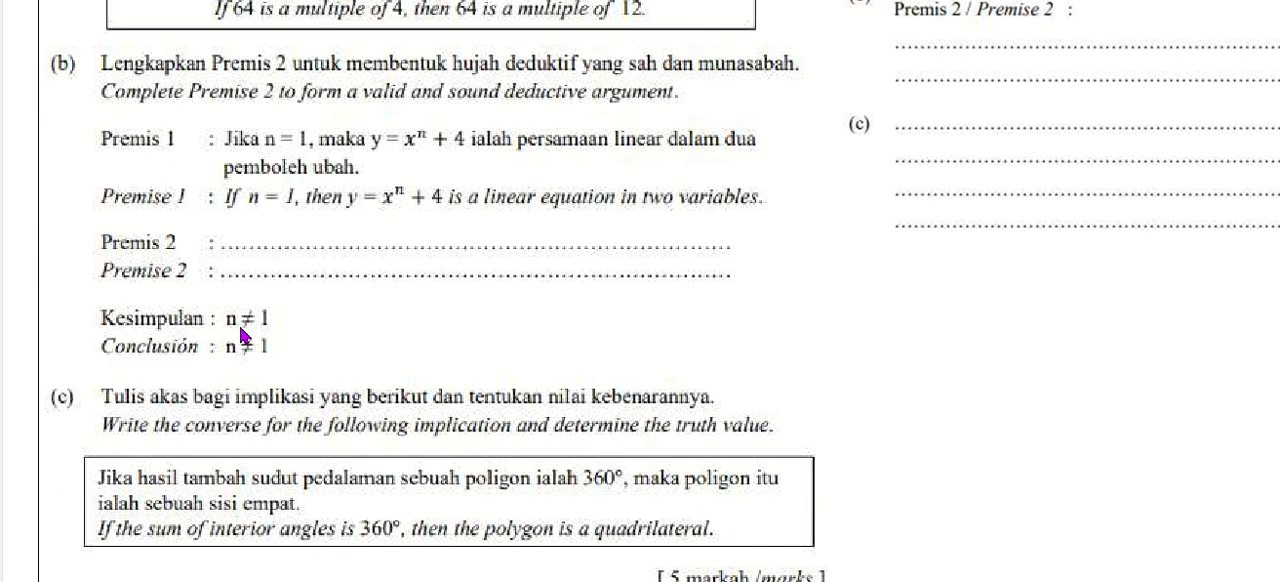 If 64 is a multiple of 4, then 64 is a multiple of 12.
(b) Lengkapkan Premis 2 untuk membentuk hujah deduktif yang sah dan munasabah.
Complete Premise 2 to form a valid and sound deductive argument.
Premis 1 : Jika n = 1, maka y = xⁿ + 4 ialah persamaan linear dalam dua
pemboleh ubah.
Premise 1 : If n = 1, then y = xⁿ + 4 is a linear equation in two variables.
Premis 2 : ........................................................................
Premise 2 : ........................................................................
Kesimpulan : n ≠ 1
Conclusion : n ≠ 1
(c) Tulis akas bagi implikasi yang berikut dan tentukan nilai kebenarannya.
Write the converse for the following implication and determine the truth value.
Jika hasil tambah sudut pedalaman sebuah poligon ialah 360°, maka poligon itu
ialah sebuah sisi empat.
If the sum of interior angles is 360°, then the polygon is a quadrilateral.
[ 5 markah /marks ]
Premis 2 / Premise 2 :
(c)